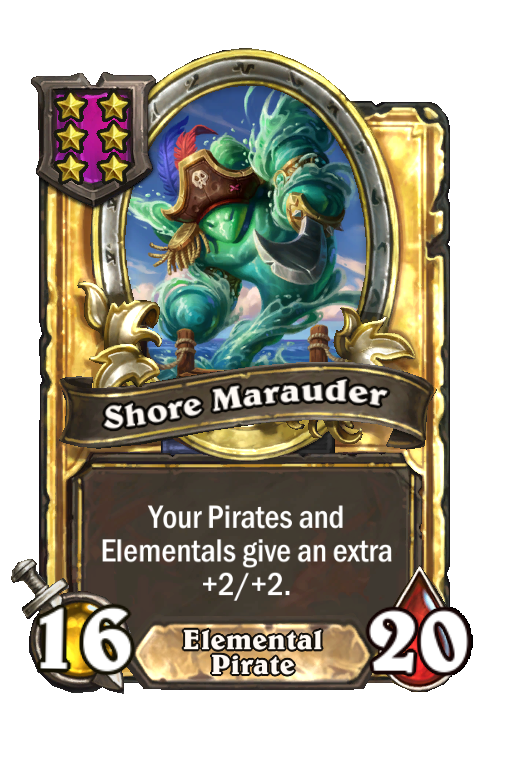 Shore Marauder
Your Pirates and
Elementals give an extra
+2/+2.
16
Elemental
Pirate
20